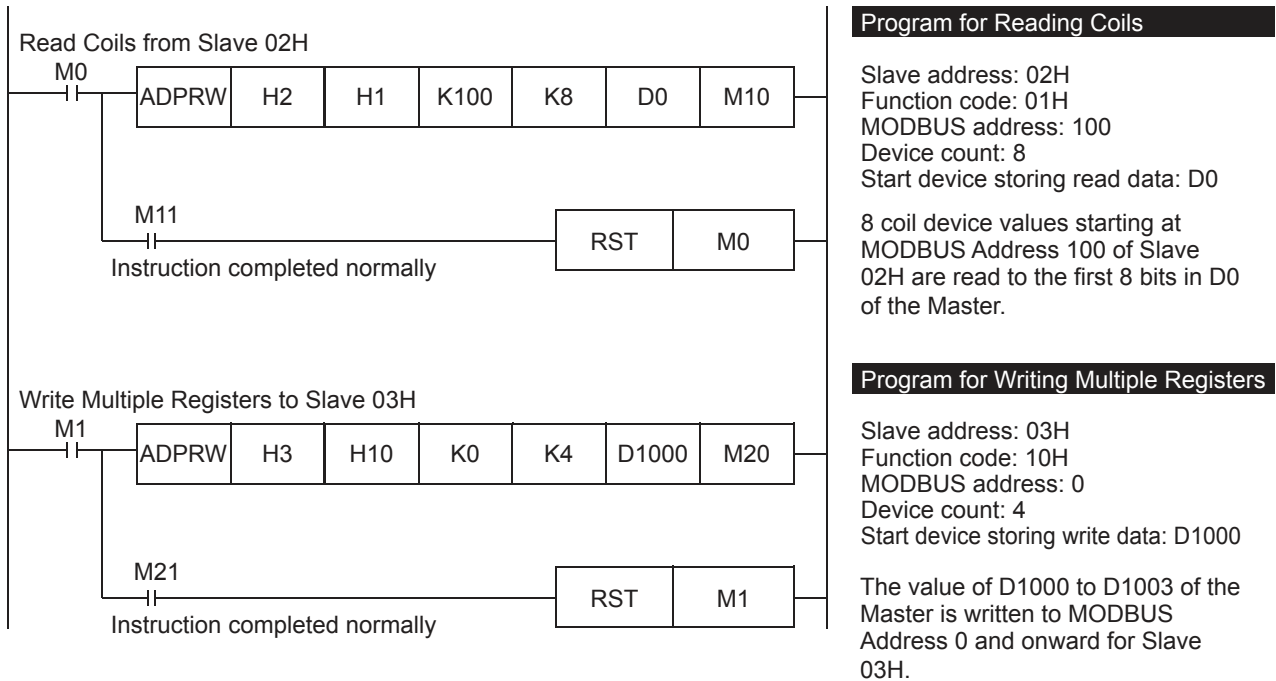 Read Coils from Slave 02H
M0
ADPRW H2 H1 K100 K8 D0 M10
M11
RST M0
Instruction completed normally
Write Multiple Registers to Slave 03H
M1
ADPRW H3 H10 K0 K4 D1000 M20
M21
RST M1
Instruction completed normally
Program for Reading Coils
Slave address: 02H
Function code: 01H
MODBUS address: 100
Device count: 8
Start device storing read data: D0
8 coil device values starting at
MODBUS Address 100 of Slave
02H are read to the first 8 bits in D0
of the Master.
Program for Writing Multiple Registers
Slave address: 03H
Function code: 10H
MODBUS address: 0
Device count: 4
Start device storing write data: D1000
The value of D1000 to D1003 of the
Master is written to MODBUS
Address 0 and onward for Slave
03H.